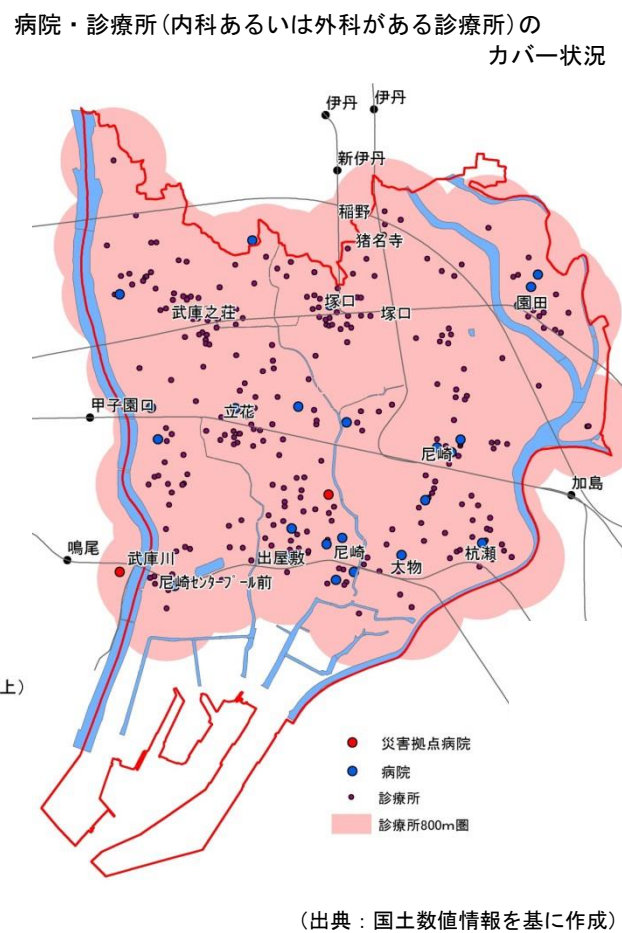 病院・診療所(内科あるいは外科がある診療所)の
カバー状況
伊丹
伊丹
新伊丹
稲野
猪名寺
園田
塚口
塚口
武庫之荘
甲子園口
立花
尼崎
加島
鳴尾
武庫川
出屋敷
尼崎
太物
杭瀬
尼崎センタープール前
上）
災害拠点病院
病院
診療所
診療所800m圏
（出典：国土数値情報を基に作成）